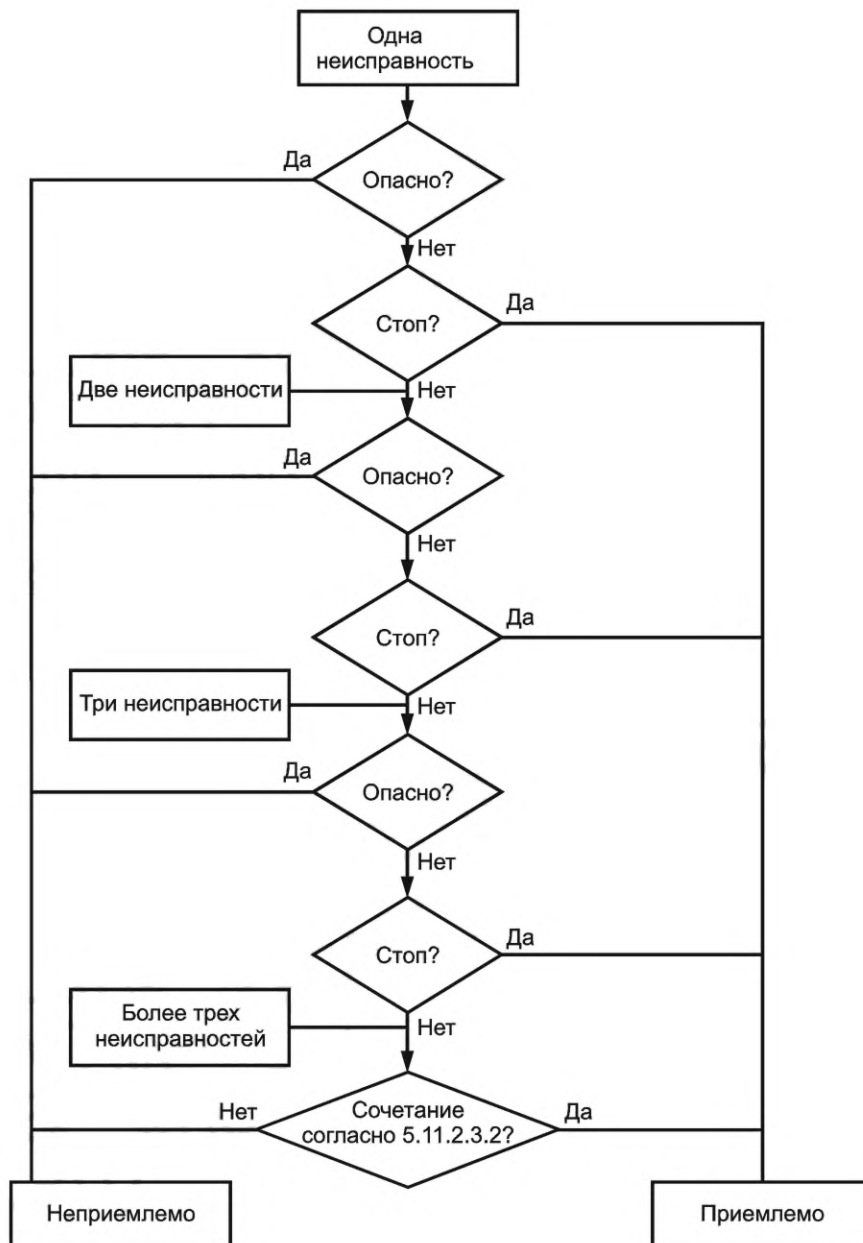 Одна
неисправность
Да
Опасно?
Нет
Да
Стоп?
Две неисправности
Нет
Да
Опасно?
Нет
Да
Стоп?
Три неисправности
Нет
Да
Опасно?
Нет
Да
Стоп?
Более трех
неисправностей
Нет
Нет
Сочетание
согласно 5.11.2.3.2?
Да
Неприемлемо
Приемлемо